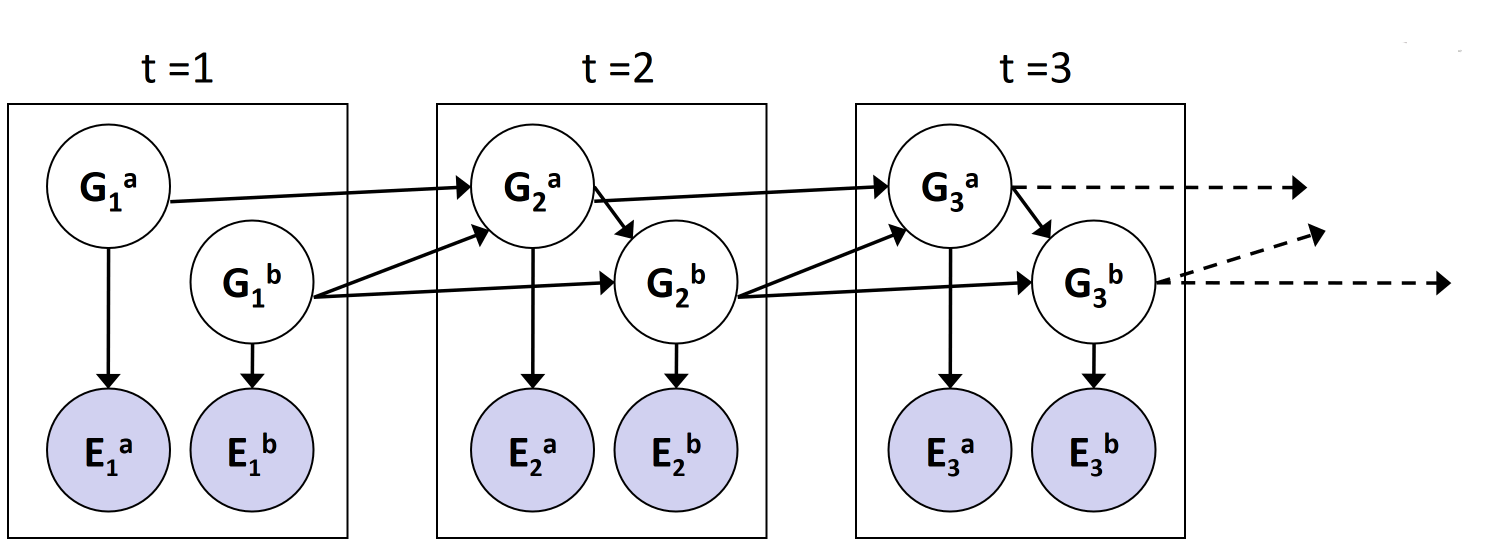 t =1 t =2 t =3
G₁ᵃ G₂ᵃ G₃ᵃ
G₁ᵇ G₂ᵇ G₃ᵇ
E₁ᵃ E₁ᵇ E₂ᵃ E₂ᵇ E₃ᵃ E₃ᵇ